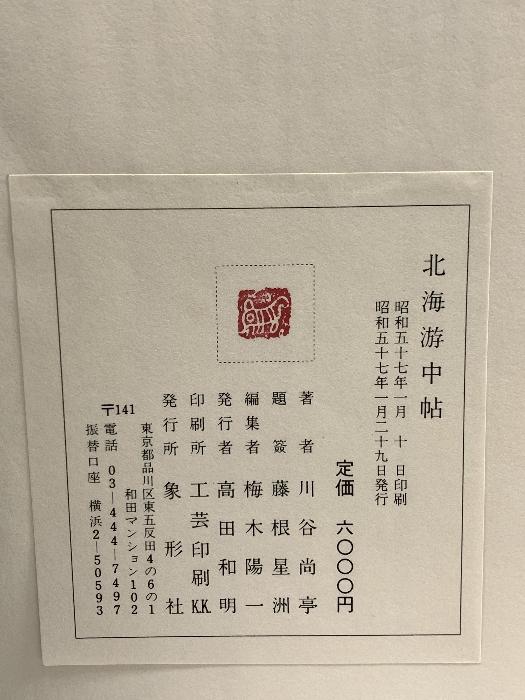 北海游中帖
昭和五十七年一月 十 日印刷
昭和五十七年一月二十九日発行
定価 六〇〇〇円
著者 川谷尚亭
題簽 藤根星洲
編集者 梅木陽一
発行者 高田和明
印刷所 工芸印刷K.K.
発行所 象形社
東京都品川区東五反田4の6の1
和田マンション102
〒141
電話 03―444―7497
振替口座 横浜2―50593